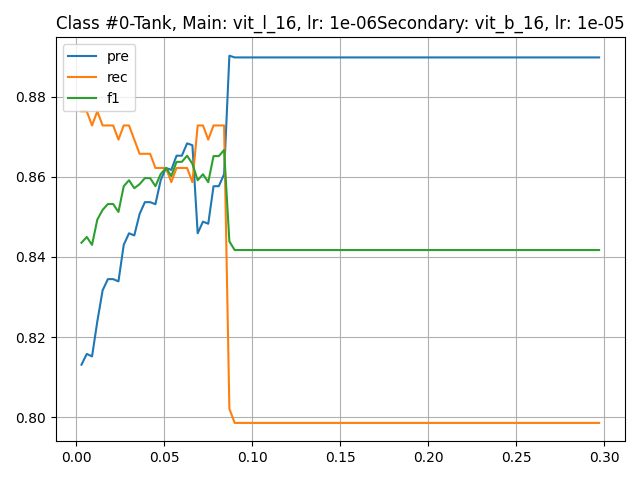 Class #0-Tank, Main: vit_l_16, lr: 1e-06Secondary: vit_b_16, lr: 1e-05
pre
rec
f1
0.88
0.86
0.84
0.82
0.80
0.00 0.05 0.10 0.15 0.20 0.25 0.30